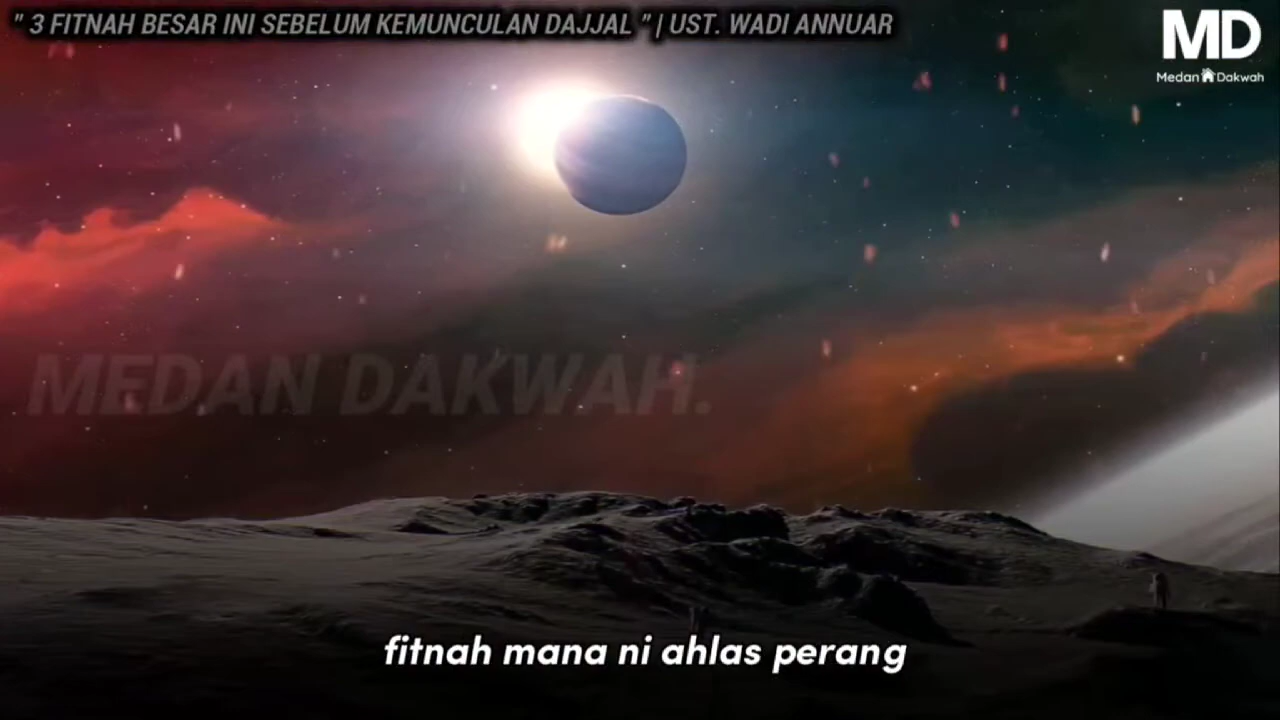 " 3 FITNAH BESAR INI SEBELUM KEMUNCULAN DAJJAL " | UST. WADI ANNUAR
MD
Medan Dakwah
MEDAN DAKWAH.
fitnah mana ni ahlas perang